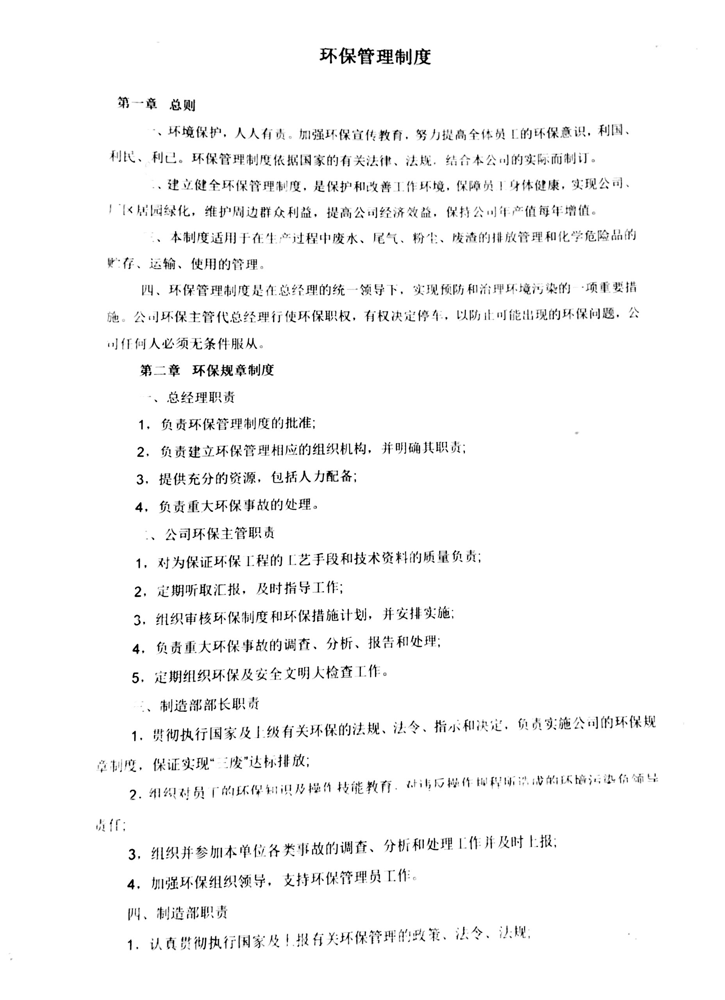 环保管理制度
第一章 总则
一、环境保护，人人有责。加强环保宣传教育，努力提高全体员工的环保意识，利国、
利民、利己。环保管理制度依据国家的有关法律、法规，结合本公司的实际而制订。
二、建立健全环保管理制度，是保护和改善工作环境，保障员工身体健康，实现公司、
厂区居园绿化，维护周边群众利益，提高公司经济效益，保持公司年产值每年增值。
三、本制度适用于在生产过程中废水、尾气、粉尘、废渣的排放管理和化学危险品的
贮存、运输、使用的管理。
四、环保管理制度是在总经理的统一领导下，实现预防和治理环境污染的一项重要措
施。公司环保主管代总经理行使环保职权，有权决定停车，以防止可能出现的环保问题，公
司任何人必须无条件服从。
第二章 环保规章制度
一、总经理职责
1，负责环保管理制度的批准;
2，负责建立环保管理相应的组织机构，并明确其职责;
3，提供充分的资源，包括人力配备;
4，负责重大环保事故的处理。
二、公司环保主管职责
1，对为保证环保工程的工艺手段和技术资料的质量负责;
2，定期听取汇报，及时指导工作;
3，组织审核环保制度和环保措施计划，并安排实施;
4，负责重大环保事故的调查、分析、报告和处理;
5，定期组织环保及安全文明大检查工作。
三、制造部部长职责
1，贯彻执行国家及上级有关环保的法规、法令、指示和决定，负责实施公司的环保规
章制度，保证实现“三废”达标排放;
2，组织对员工的环保知识及操作技能教育，对违反操作规程所造成的环境污染负领导
责任;
3，组织并参加本单位各类事故的调查、分析和处理工作并及时上报;
4，加强环保组织领导，支持环保管理员工作。
四、制造部职责
1，认真贯彻执行国家及上报有关环保管理的政策、法令、法规;